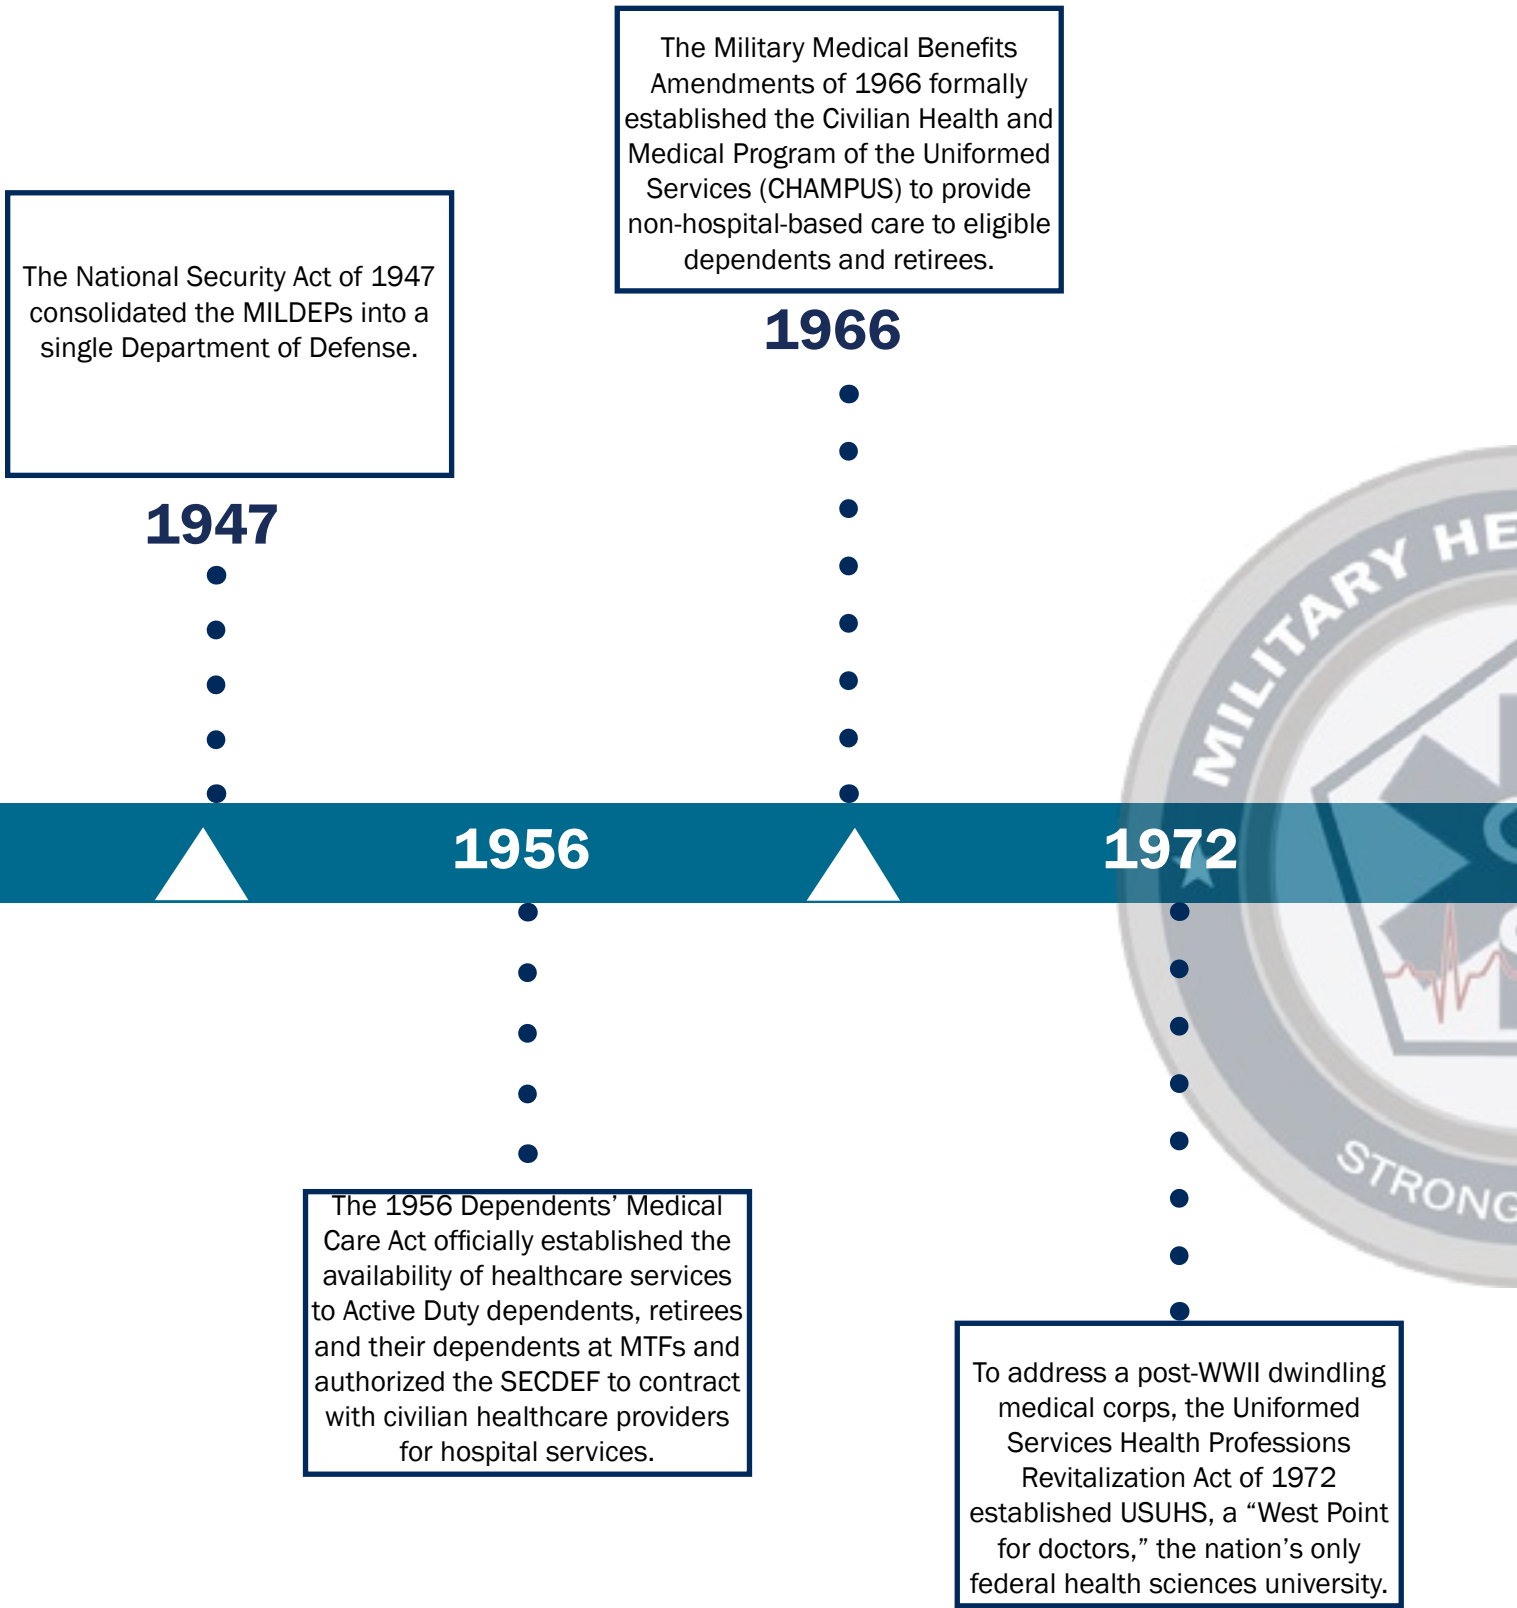 The Military Medical Benefits
Amendments of 1966 formally
established the Civilian Health and
Medical Program of the Uniformed
Services (CHAMPUS) to provide
non-hospital-based care to eligible
dependents and retirees.
1966
The National Security Act of 1947
consolidated the MILDEPs into a
single Department of Defense.
1947
MILITARY HE
1956
1972
STRONG
The 1956 Dependents’ Medical
Care Act officially established the
availability of healthcare services
to Active Duty dependents, retirees
and their dependents at MTFs and
authorized the SECDEF to contract
with civilian healthcare providers
for hospital services.
To address a post-WWII dwindling
medical corps, the Uniformed
Services Health Professions
Revitalization Act of 1972
established USUHS, a “West Point
for doctors,” the nation’s only
federal health sciences university.